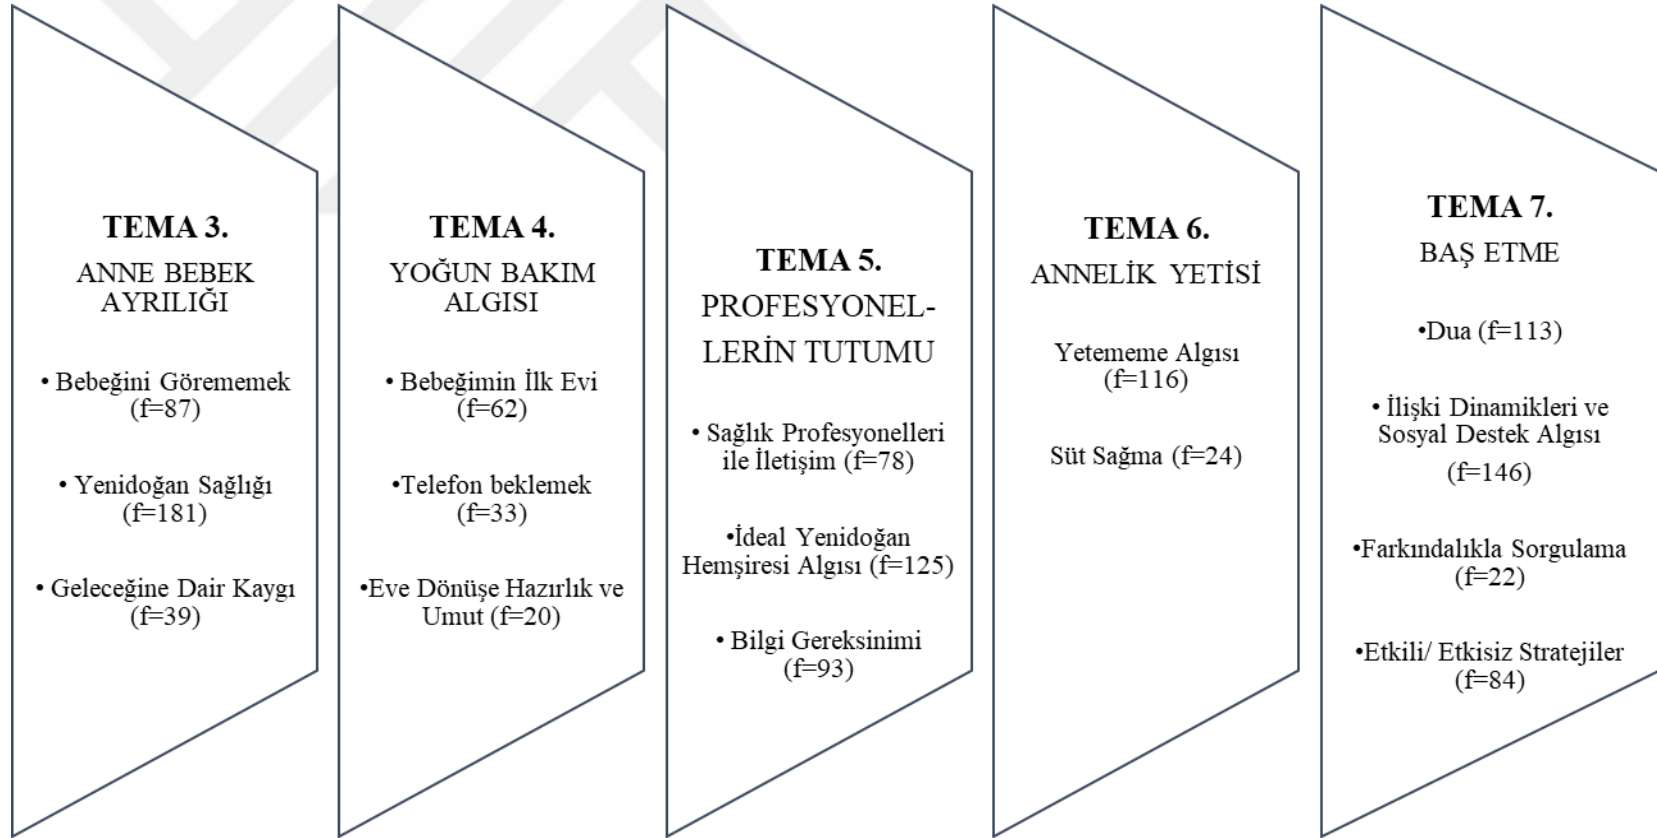 TEMA 3.
ANNE BEBEK
AYRILIĞI
• Bebeğini Görememek
(f=87)
• Yenidoğan Sağlığı
(f=181)
• Geleceğine Dair Kaygı
(f=39)
TEMA 4.
YOĞUN BAKIM
ALGISI
• Bebeğimin İlk Evi
(f=62)
•Telefon beklemek
(f=33)
•Eve Dönüşe Hazırlık ve
Umut (f=20)
TEMA 5.
PROFESYONEL-
LERİN TUTUMU
• Sağlık Profesyonelleri
ile İletişim (f=78)
•İdeal Yenidoğan
Hemşiresi Algısı (f=125)
• Bilgi Gereksinimi
(f=93)
TEMA 6.
ANNELİK YETİSİ
Yetememe Algısı
(f=116)
Süt Sağma (f=24)
TEMA 7.
BAŞ ETME
•Dua (f=113)
• İlişki Dinamikleri ve
Sosyal Destek Algısı
(f=146)
•Farkındalıkla Sorgulama
(f=22)
•Etkili/ Etkisiz Stratejiler
(f=84)